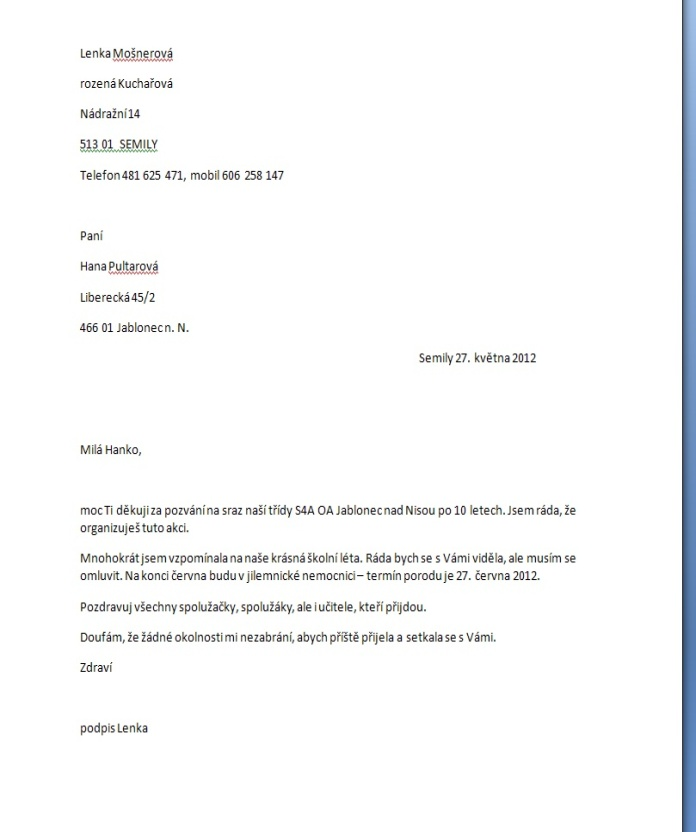 Lenka Mošnerová
rozená Kuchařová
Nádražní 14
513 01 SEMILY
Telefon 481 625 471, mobil 606 258 147
Paní
Hana Pultarová
Liberecká 45/2
466 01 Jablonec n. N.
Semily 27. května 2012
Milá Hanko,
moc Ti děkuji za pozvání na sraz naší třídy S4A OA Jablonec nad Nisou po 10 letech. Jsem ráda, že
organizuješ tuto akci.
Mnohokrát jsem vzpomínala na naše krásná školní léta. Ráda bych se s Vámi viděla, ale musím se
omluvit. Na konci června budu v jilemnické nemocnici – termín porodu je 27. června 2012.
Pozdravuj všechny spolužačky, spolužáky, ale i učitele, kteří přijdou.
Doufám, že žádné okolnosti mi nezabrání, abych příště přijela a setkala se s Vámi.
Zdraví
podpis Lenka